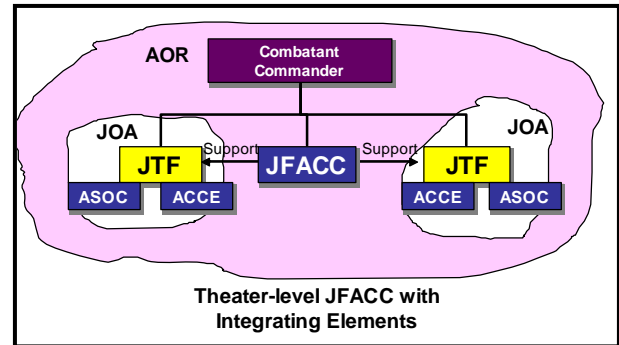 AOR
Combatant
Commander
JOA
JOA
Support
Support
JTF
JFACC
JTF
ASOC
ACCE
ACCE
ASOC
Theater-level JFACC with
Integrating Elements